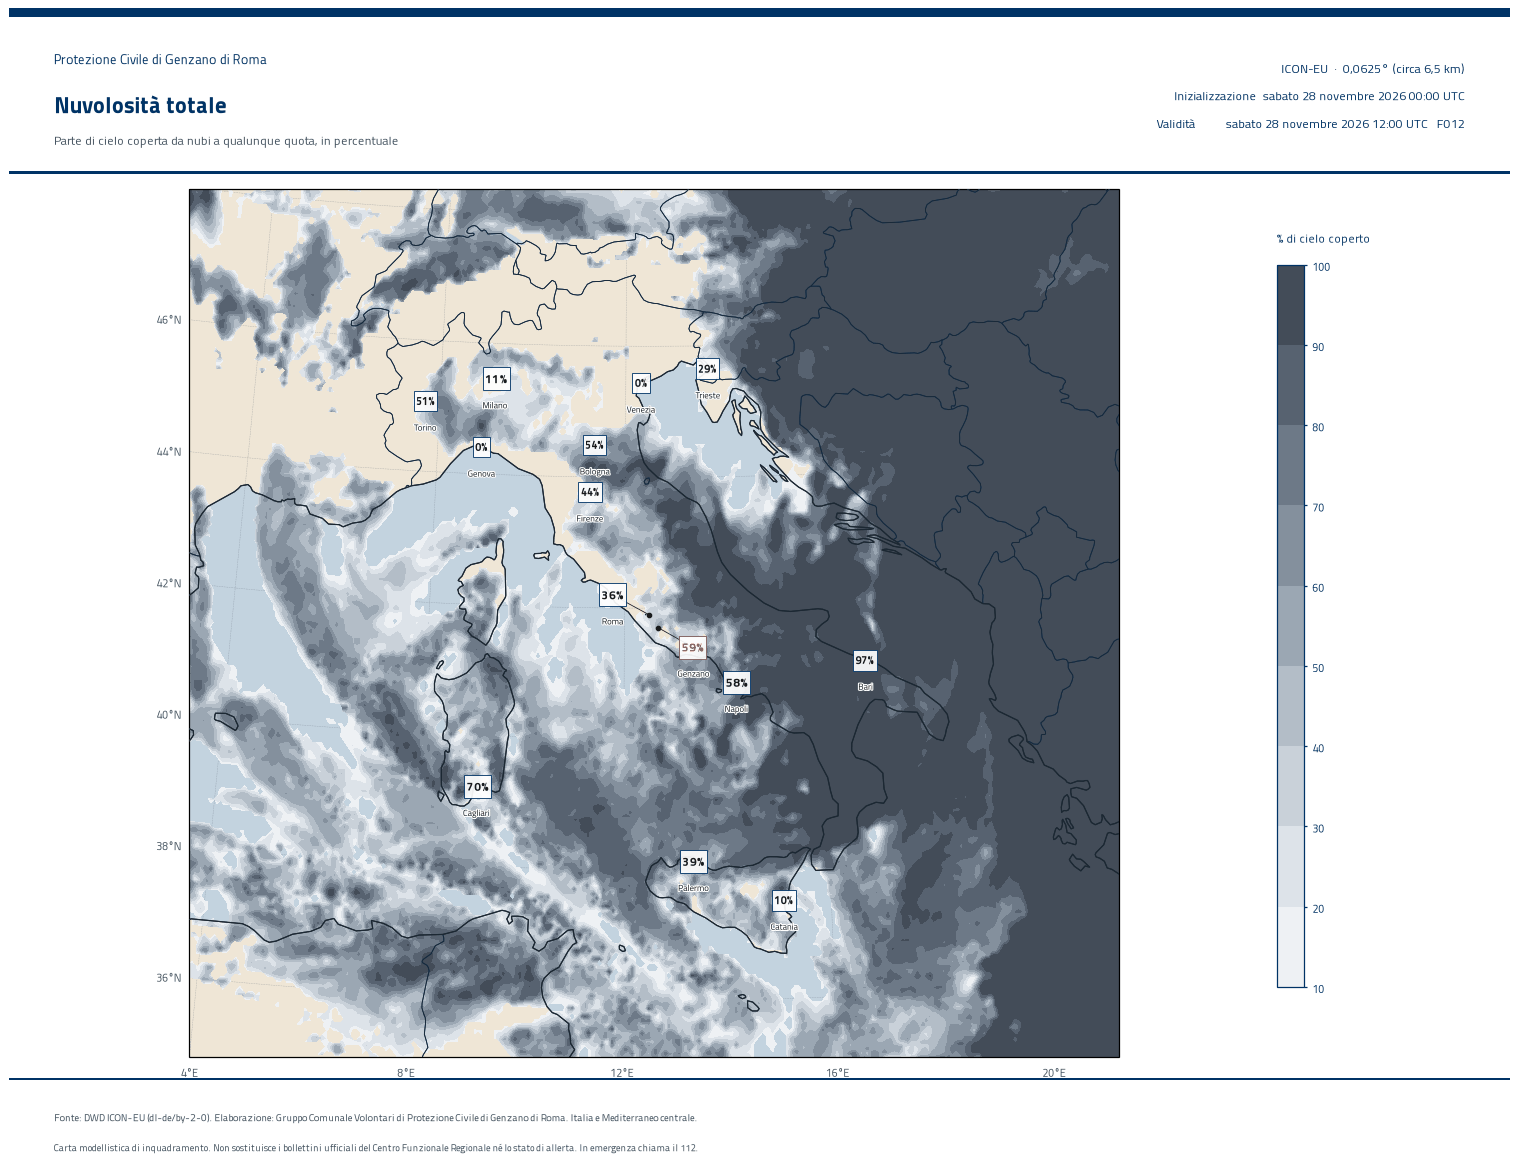 Protezione Civile di Genzano di Roma
Nuvolosità totale
Parte di cielo coperta da nubi a qualunque quota, in percentuale
ICON-EU · 0,0625° (circa 6,5 km)
Inizializzazione sabato 28 novembre 2026 00:00 UTC
Validità sabato 28 novembre 2026 12:00 UTC F012
% di cielo coperto
100
90
80
70
60
50
40
30
20
10
46°N
44°N
42°N
40°N
38°N
36°N
4°E
8°E
12°E
16°E
20°E
29%
Trieste
0%
Venezia
11%
Milano
51%
Torino
0%
Genova
54%
Bologna
44%
Firenze
36%
Roma
59%
Genzano
58%
Napoli
97%
Bari
70%
Cagliari
39%
Palermo
10%
Catania
Fonte: DWD ICON-EU (dl-de/by-2-0). Elaborazione: Gruppo Comunale Volontari di Protezione Civile di Genzano di Roma. Italia e Mediterraneo centrale.
Carta modellistica di inquadramento. Non sostituisce i bollettini ufficiali del Centro Funzionale Regionale né lo stato di allerta. In emergenza chiama il 112.